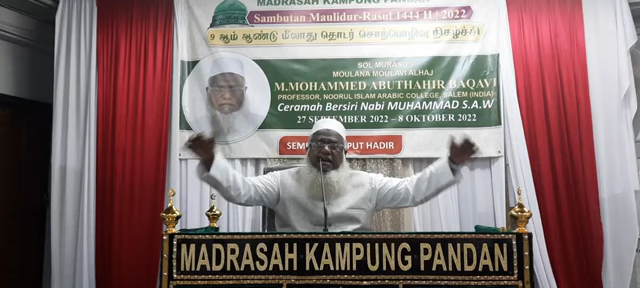 MADRASAH KAMPUNG PANDAN
Sambutan Maulidur-Rasul 1444 H | 2022
9 ஆம் ஆண்டு மீலாது தொடர் சொற்பொழிவு நிகழ்ச்சி
SOL MURASU
MOULANA MOULAVI ALHAJ
M.MOHAMMED ABUTHAHIR BAQAVI
PROFESSOR, NOORUL ISLAM ARABIC COLLEGE, SALEM (INDIA)
Ceramah Bersiri Nabi MUHAMMAD S.A.W
27 SEPTEMBER 2022 – 8 OKTOBER 2022
HADIR
MADRASAH KAMPUNG PANDAN